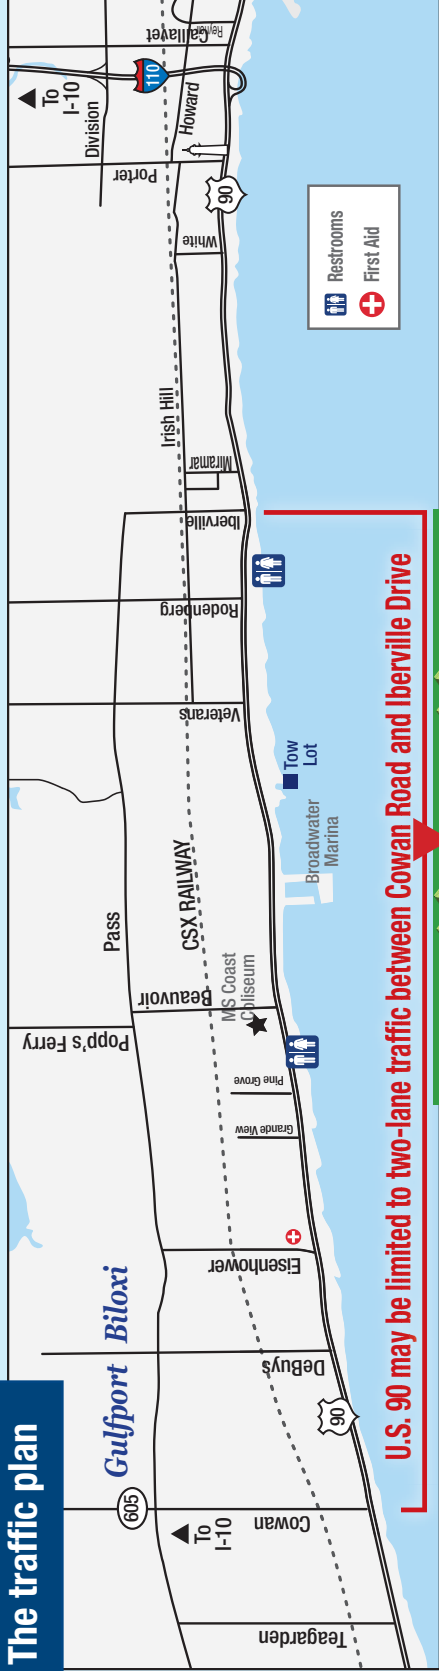 The traffic plan
Gulfport
Biloxi
605
To
I-10
Teagarden
Cowan
DeBuys
90
Eisenhower
Grande View
Pine Grove
Popp's Ferry
Beauvoir
MS Coast
Coliseum
Pass
CSX RAILWAY
Broadwater
Marina
Tow
Lot
Veterans
Rodenberg
Iberville
Miramar
Irish Hill
White
Porter
90
Howard
Division
To
I-10
110
Caillavet
Reynoir
Restrooms
First Aid
U.S. 90 may be limited to two-lane traffic between Cowan Road and Iberville Drive